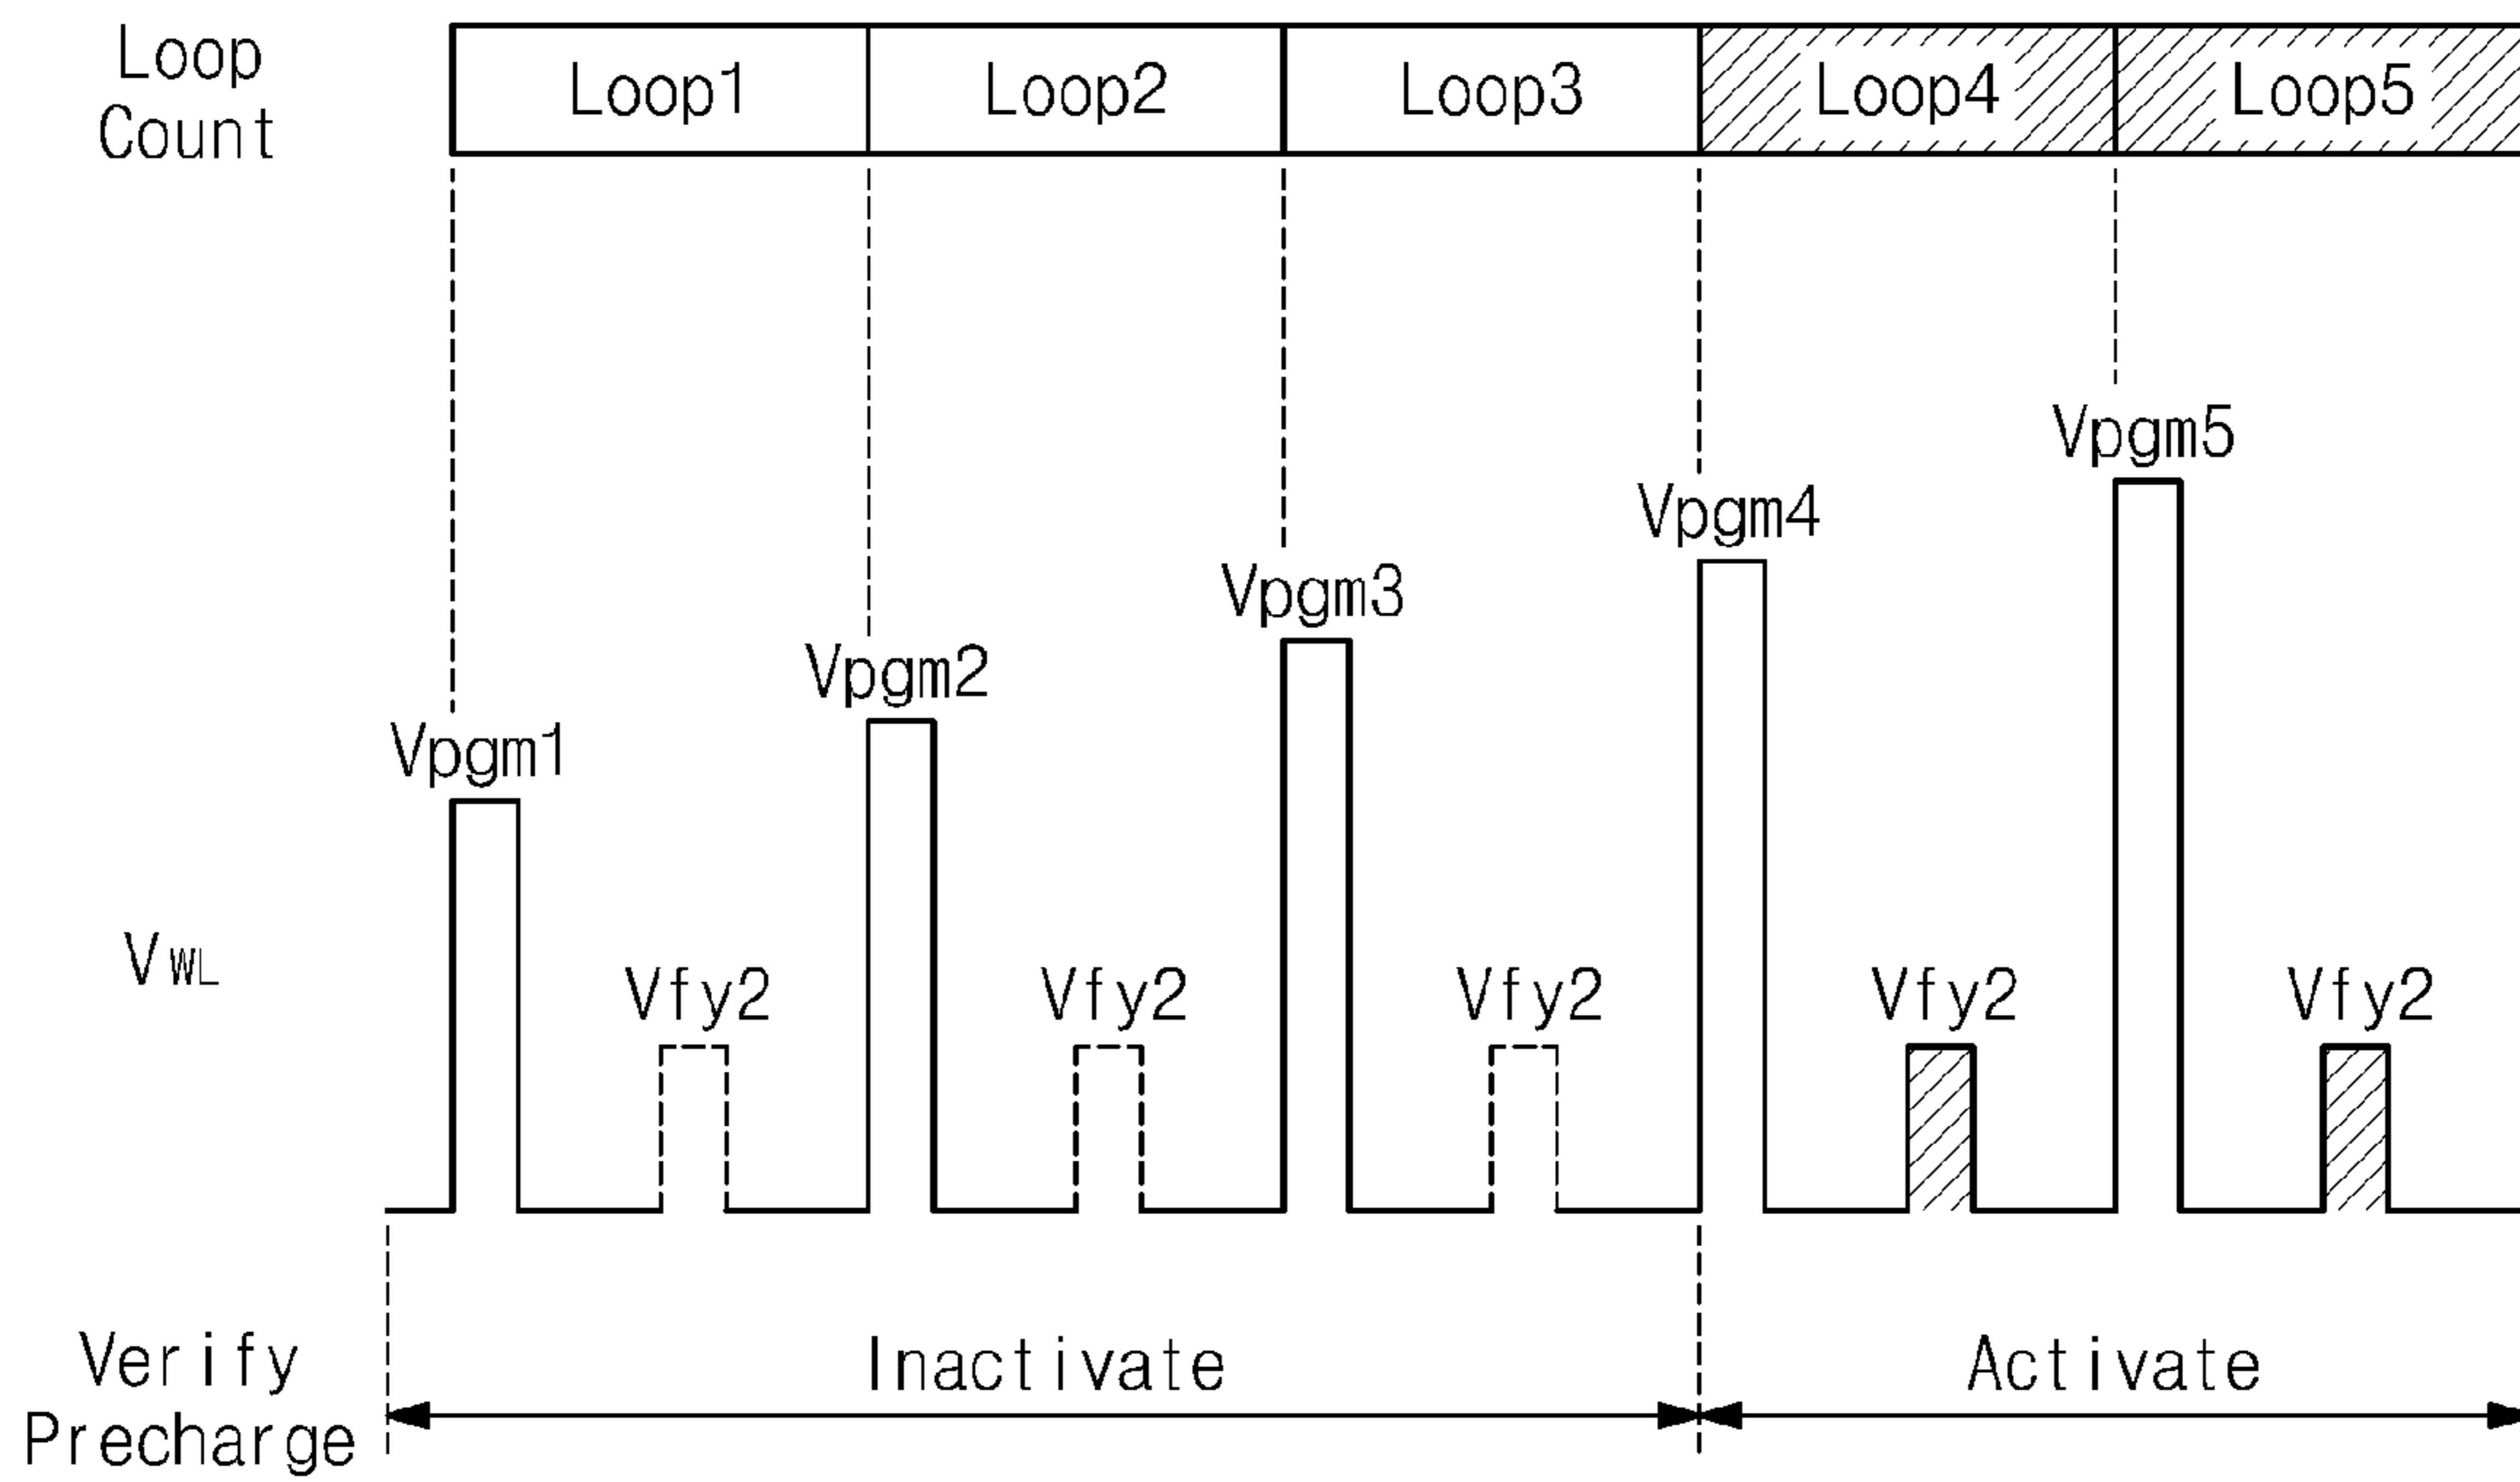 Loop
Count
Loop1
Loop2
Loop3
Loop4
Loop5
Vpgm5
Vpgm4
Vpgm3
Vpgm2
Vpgm1
VWL
Vfy2
Vfy2
Vfy2
Vfy2
Vfy2
Verify
Precharge
Inactivate
Activate